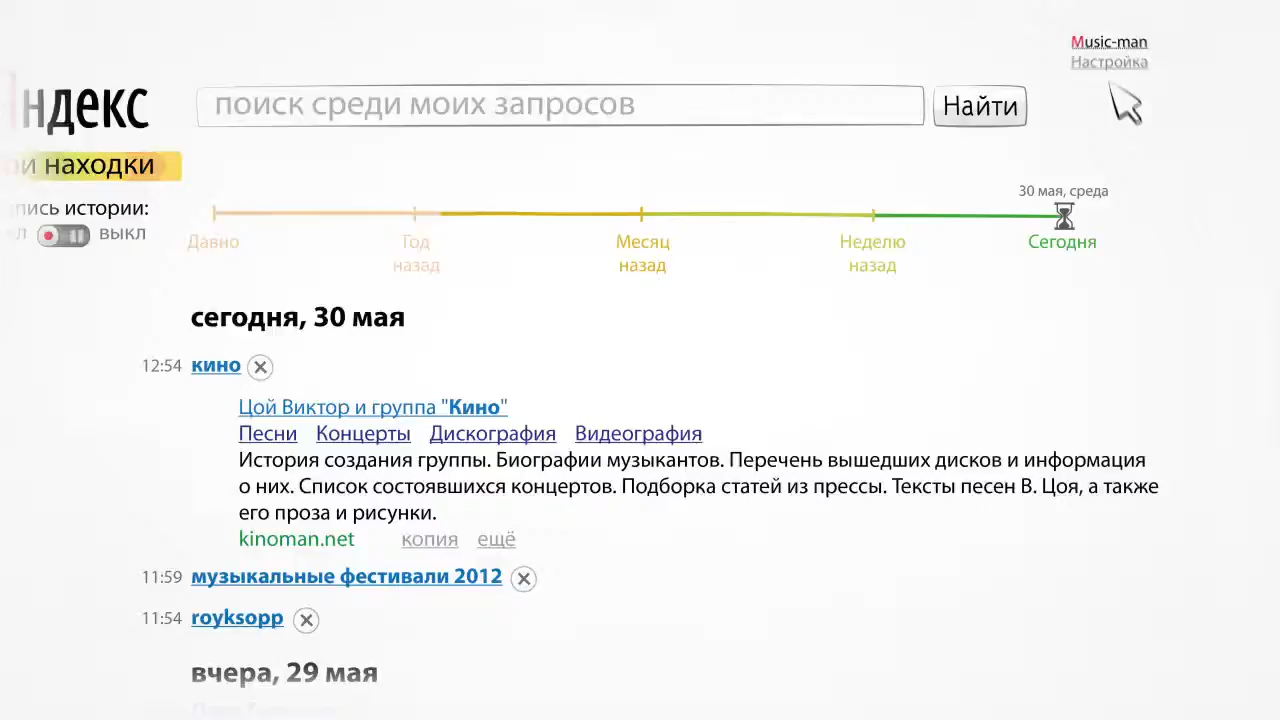 Music-man
Настройка
Яндекс
поиск среди моих запросов
Найти
находки
30 мая, среда
истории:
выкл
Давно
Год назад
Месяц назад
Неделю назад
Сегодня
сегодня, 30 мая
12:54 кино
Цой Виктор и группа "Кино"
Песни Концерты Дискография Видеография
История создания группы. Биографии музыкантов. Перечень вышедших дисков и информация
о них. Список состоявшихся концертов. Подборка статей из прессы. Тексты песен В. Цоя, а также
его проза и рисунки.
kinoman.net копия ещё
11:59 музыкальные фестивали 2012
11:54 royksopp
вчера, 29 мая